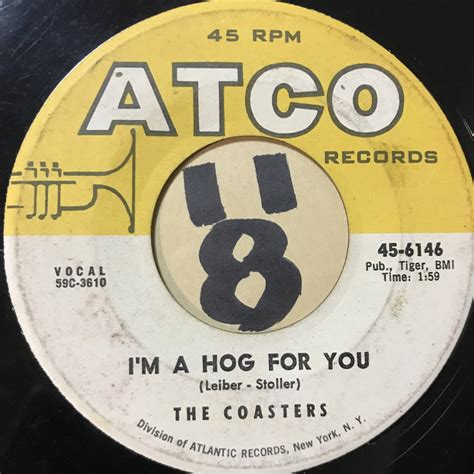 45 RPM
ATCO
RECORDS
"
8
VOCAL
59C-3610
45-6146
Pub., Tiger, BMI
Time: 1:59
I'M A HOG FOR YOU
(Leiber - Stoller)
THE COASTERS
Division of ATLANTIC RECORDS, New York, N. Y.